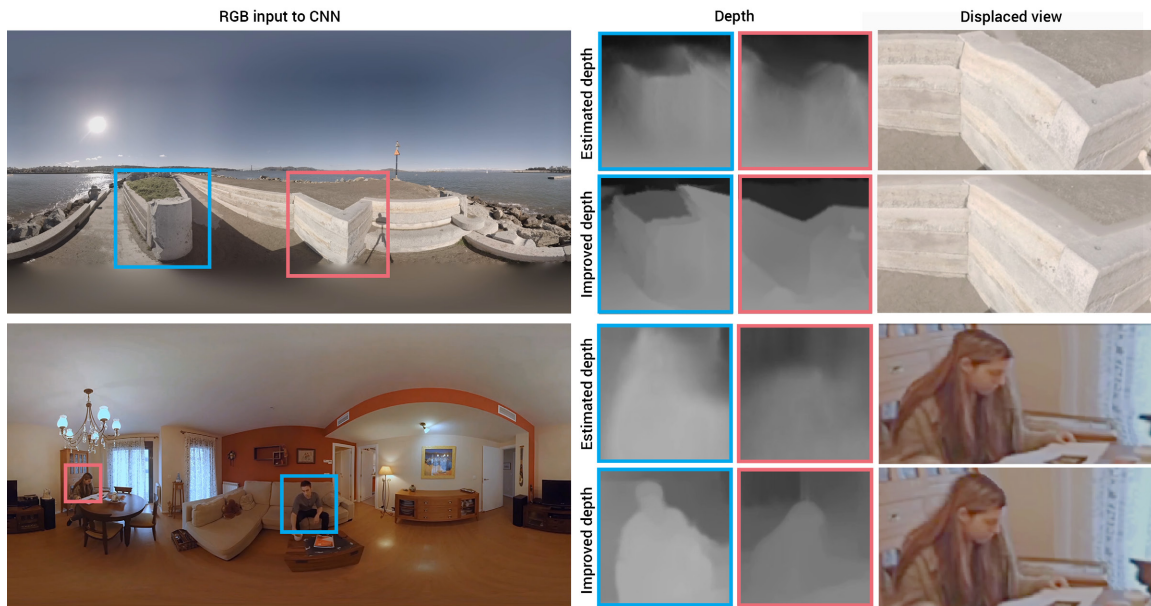 RGB input to CNN
Depth
Displaced view
Estimated depth
Improved depth
Estimated depth
Improved depth